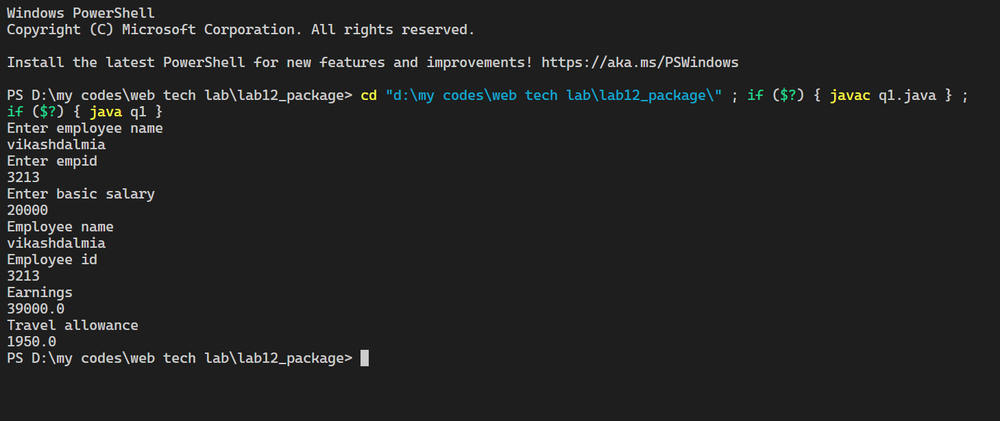 Windows PowerShell
Copyright (C) Microsoft Corporation. All rights reserved.
Install the latest PowerShell for new features and improvements! https://aka.ms/PSWindows
PS D:\my codes\web tech lab\lab12_package> cd "d:\my codes\web tech lab\lab12_package\" ; if ($?) { javac q1.java } ;
if ($?) { java q1 }
Enter employee name
vikashdalmia
Enter empid
3213
Enter basic salary
20000
Employee name
vikashdalmia
Employee id
3213
Earnings
39000.0
Travel allowance
1950.0
PS D:\my codes\web tech lab\lab12_package>